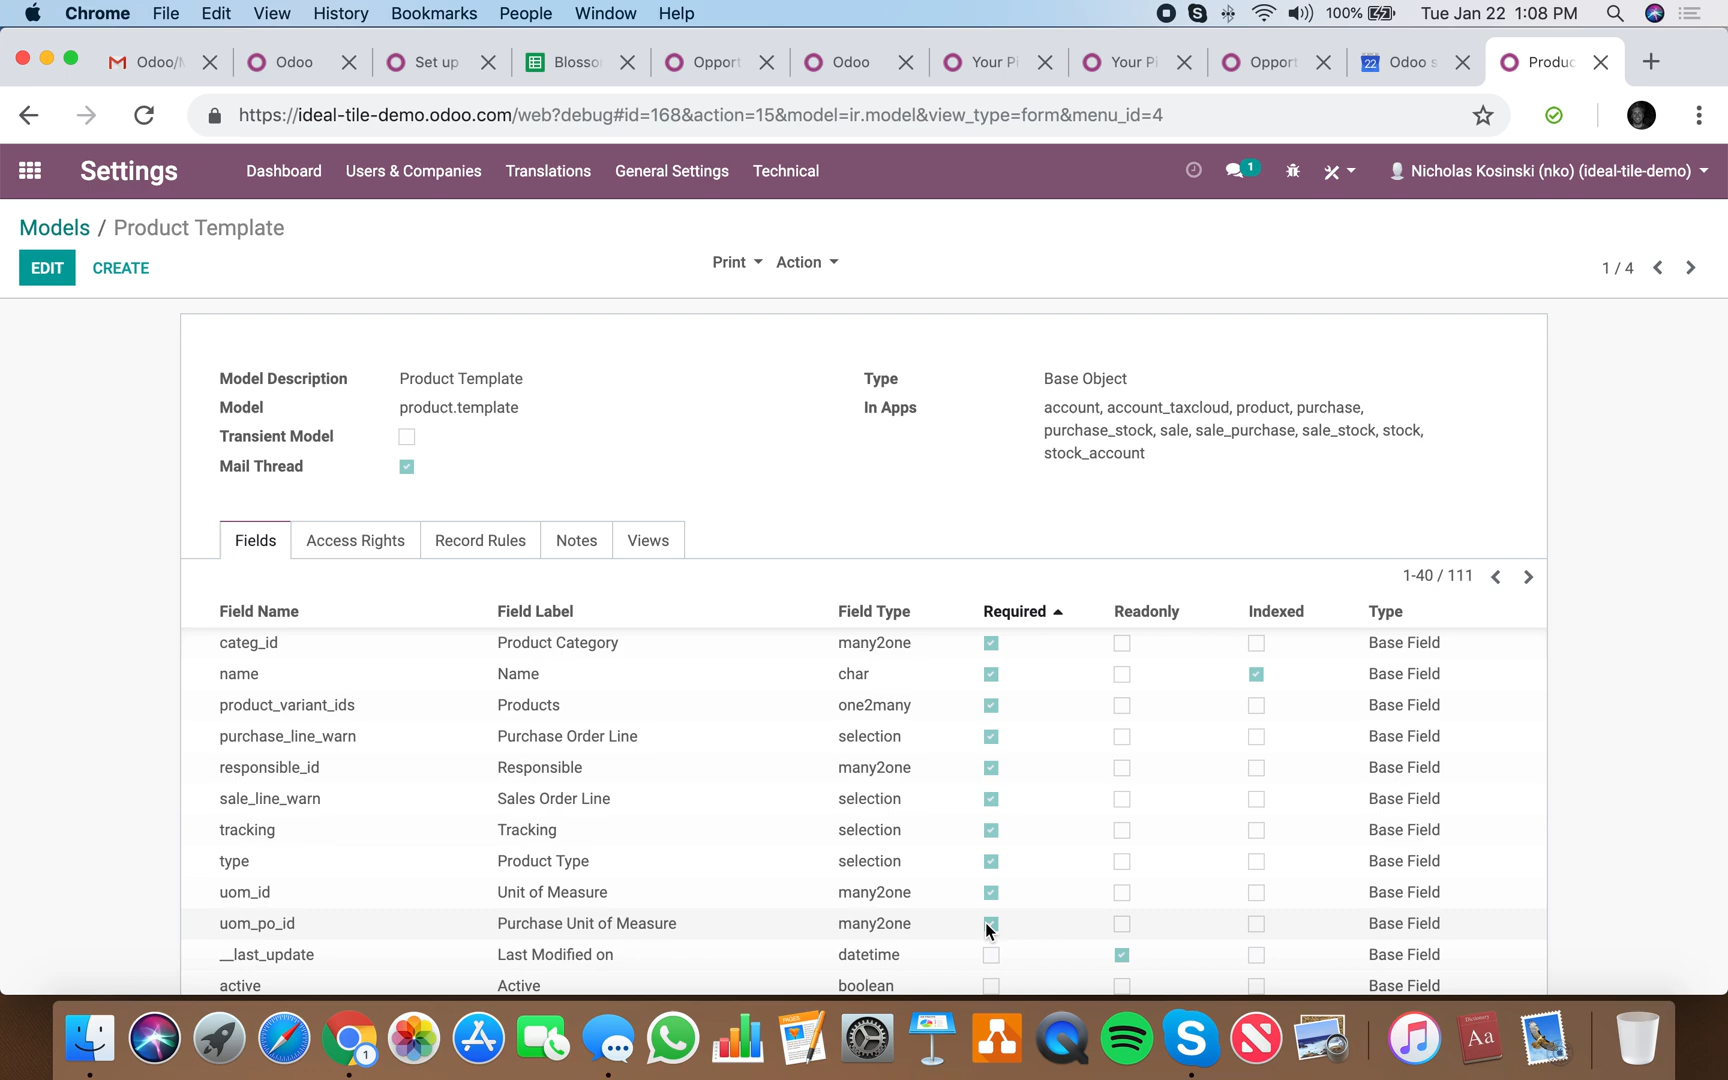 Chrome File Edit View History Bookmarks People Window Help 100% Tue Jan 22 1:08 PM
Odoo/ Odoo Set up Blosso Opport Odoo Your P Your P Opport 22 Odoo s Produc
https://ideal-tile-demo.odoo.com/web?debug#id=168&action=15&model=ir.model&view_type=form&menu_id=4
Settings Dashboard Users & Companies Translations General Settings Technical 1 Nicholas Kosinski (nko) (ideal-tile-demo)
Models / Product Template
EDIT CREATE Print Action 1 / 4
Model Description Product Template Type Base Object
Model product.template In Apps account, account_taxcloud, product, purchase,
Transient Model purchase_stock, sale, sale_purchase, sale_stock, stock,
Mail Thread stock_account
Fields Access Rights Record Rules Notes Views
1-40 / 111
Field Name Field Label Field Type Required Readonly Indexed Type
categ_id Product Category many2one Base Field
name Name char Base Field
product_variant_ids Products one2many Base Field
purchase_line_warn Purchase Order Line selection Base Field
responsible_id Responsible many2one Base Field
sale_line_warn Sales Order Line selection Base Field
tracking Tracking selection Base Field
type Product Type selection Base Field
uom_id Unit of Measure many2one Base Field
uom_po_id Purchase Unit of Measure many2one Base Field
__last_update Last Modified on datetime Base Field
active Active boolean Base Field
1
PAGES
Dictionary
Aa